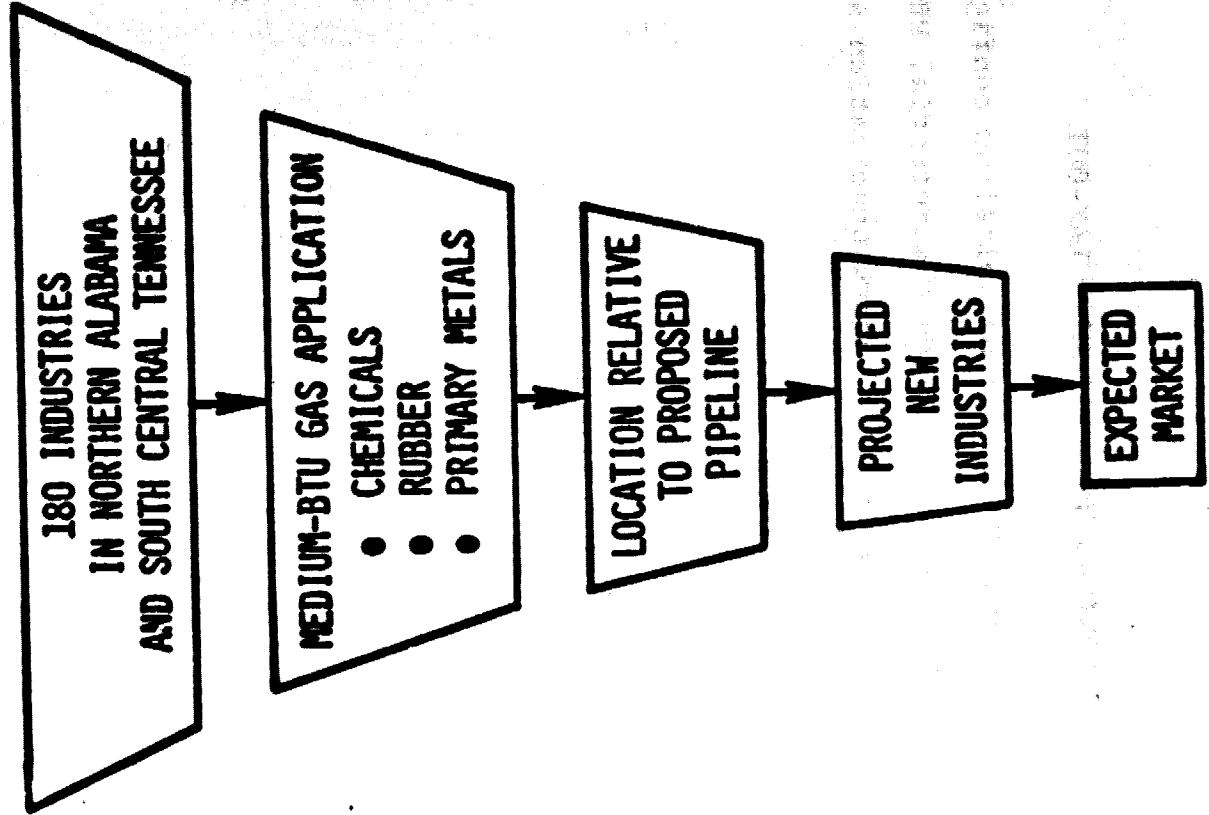 180 INDUSTRIES
IN NORTHERN ALABAMA
AND SOUTH CENTRAL TENNESSEE
MEDIUM-BTU GAS APPLICATION
● CHEMICALS
● RUBBER
● PRIMARY METALS
LOCATION RELATIVE
TO PROPOSED
PIPELINE
PROJECTED
NEW
INDUSTRIES
EXPECTED
MARKET